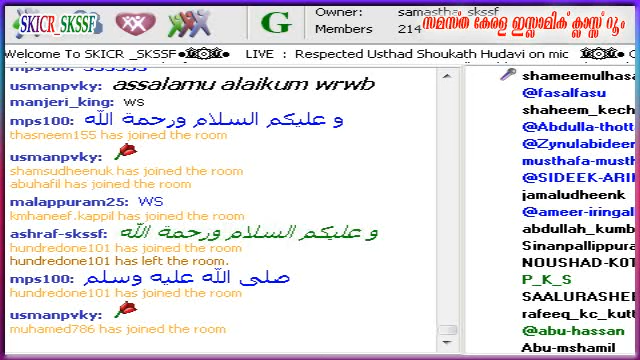 SKICR SKSSF
G
Owner: samastha_skssf
Members 214
സമസ്ത കേരള ഇസ്ലാമിക് ക്ലാസ്സ് റൂം
Welcome To SKICR _SKSSF
LIVE : Respected Usthad Shoukath Hudavi on mic
usmanpvky: assalamu alaikum wrwb
manjeri_king: ws
mps100: و عليكم السلام ورحمة الله
thasneem155 has joined the room
usmanpvky:
shamsudheenuk has joined the room
abuhafil has joined the room
malappuram25: WS
kmhaneef.kappil has joined the room
ashraf-skssf: و عليكم السلام ورحمة الله
hundredone101 has joined the room
hundredone101 has left the room.
mps100: صلى الله عليه وسلم
hundredone101 has joined the room
usmanpvky:
muhamed786 has joined the room
shameemulhasa
@fasalfasu
shaheem_kech
@Abdulla-thott
@Zynulabideer
musthafa-musth
@SIDEEK-ARI
jamaludheenk
@ameer-iringal
abdullah_kumb
Sinanpallippura
NOUSHAD-KOT
P_K_S
SAALURASHEE
rafeeq_kc_kutt
@abu-hassan
Abu-mshamil